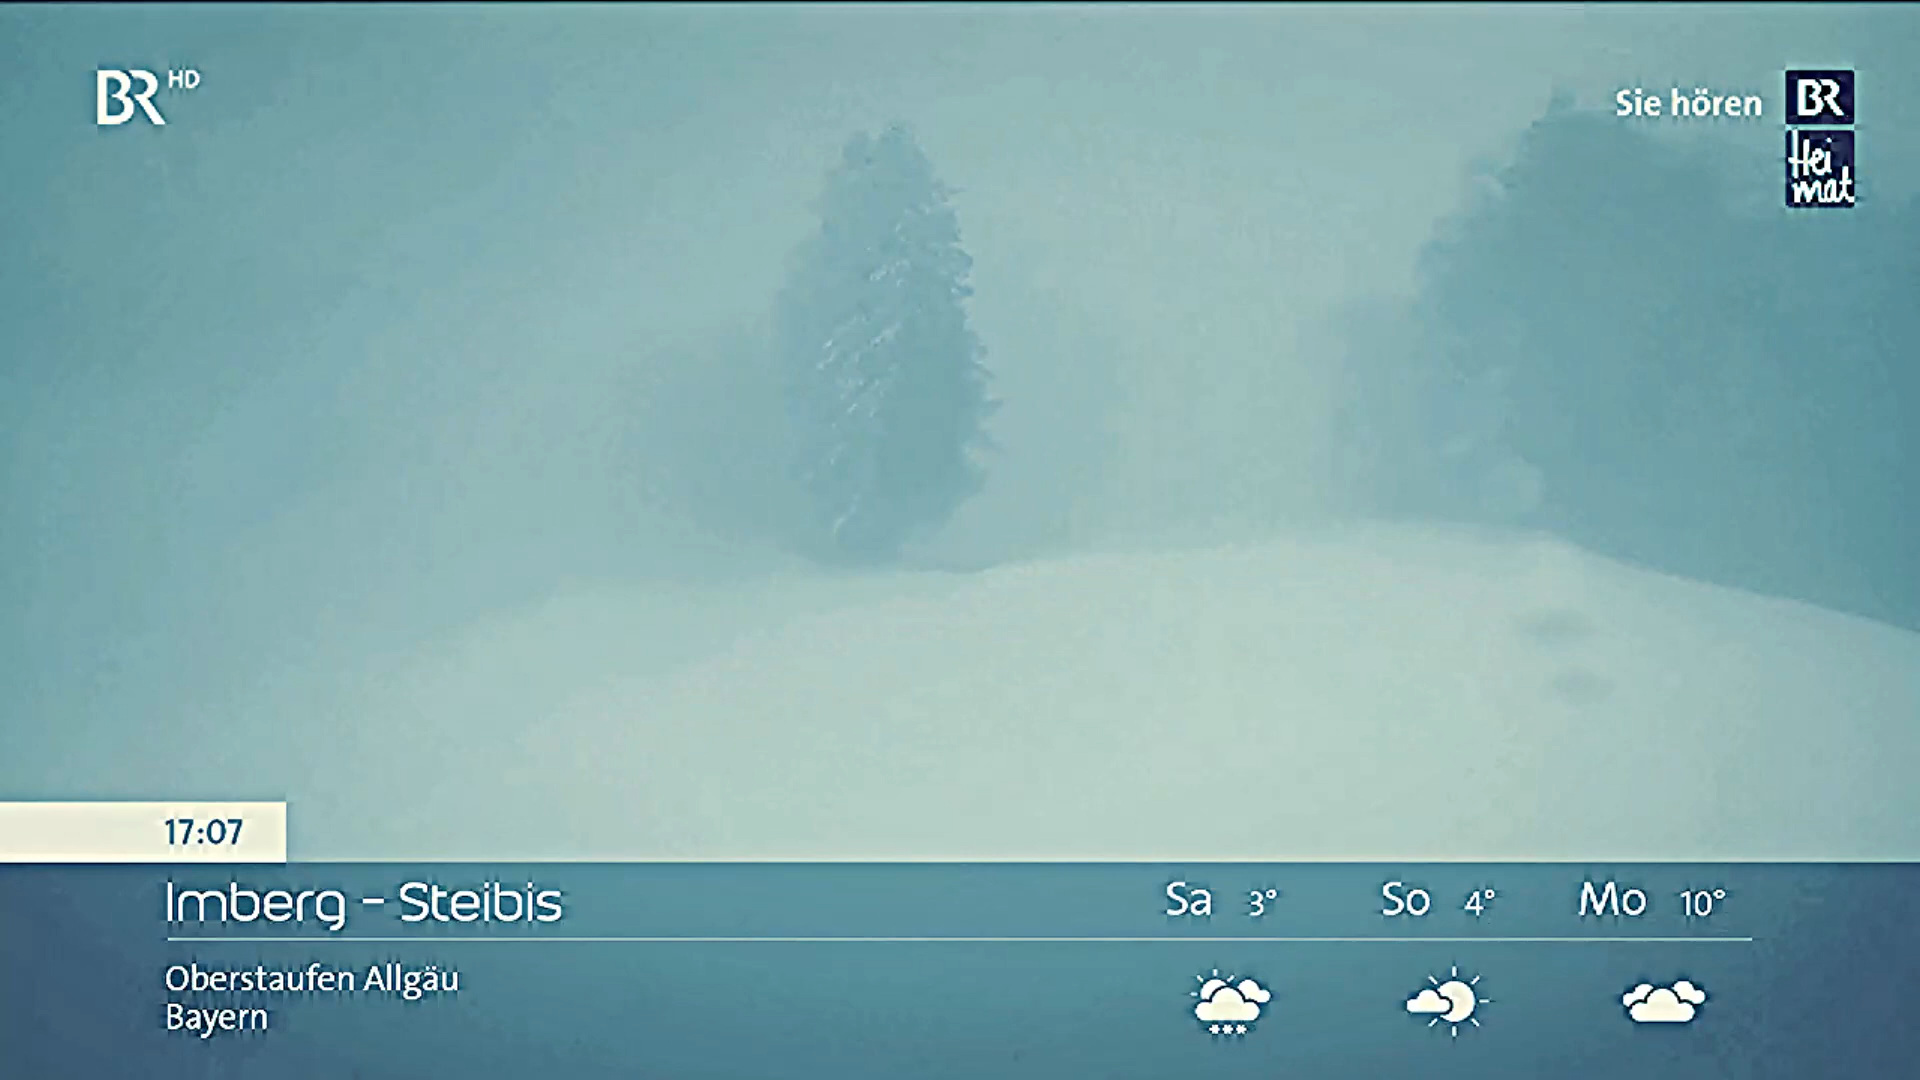 BR HD
Sie hören BR
Hei
mat
17:07
Imberg – Steibis
Sa 3° So 4° Mo 10°
Oberstaufen Allgäu
Bayern